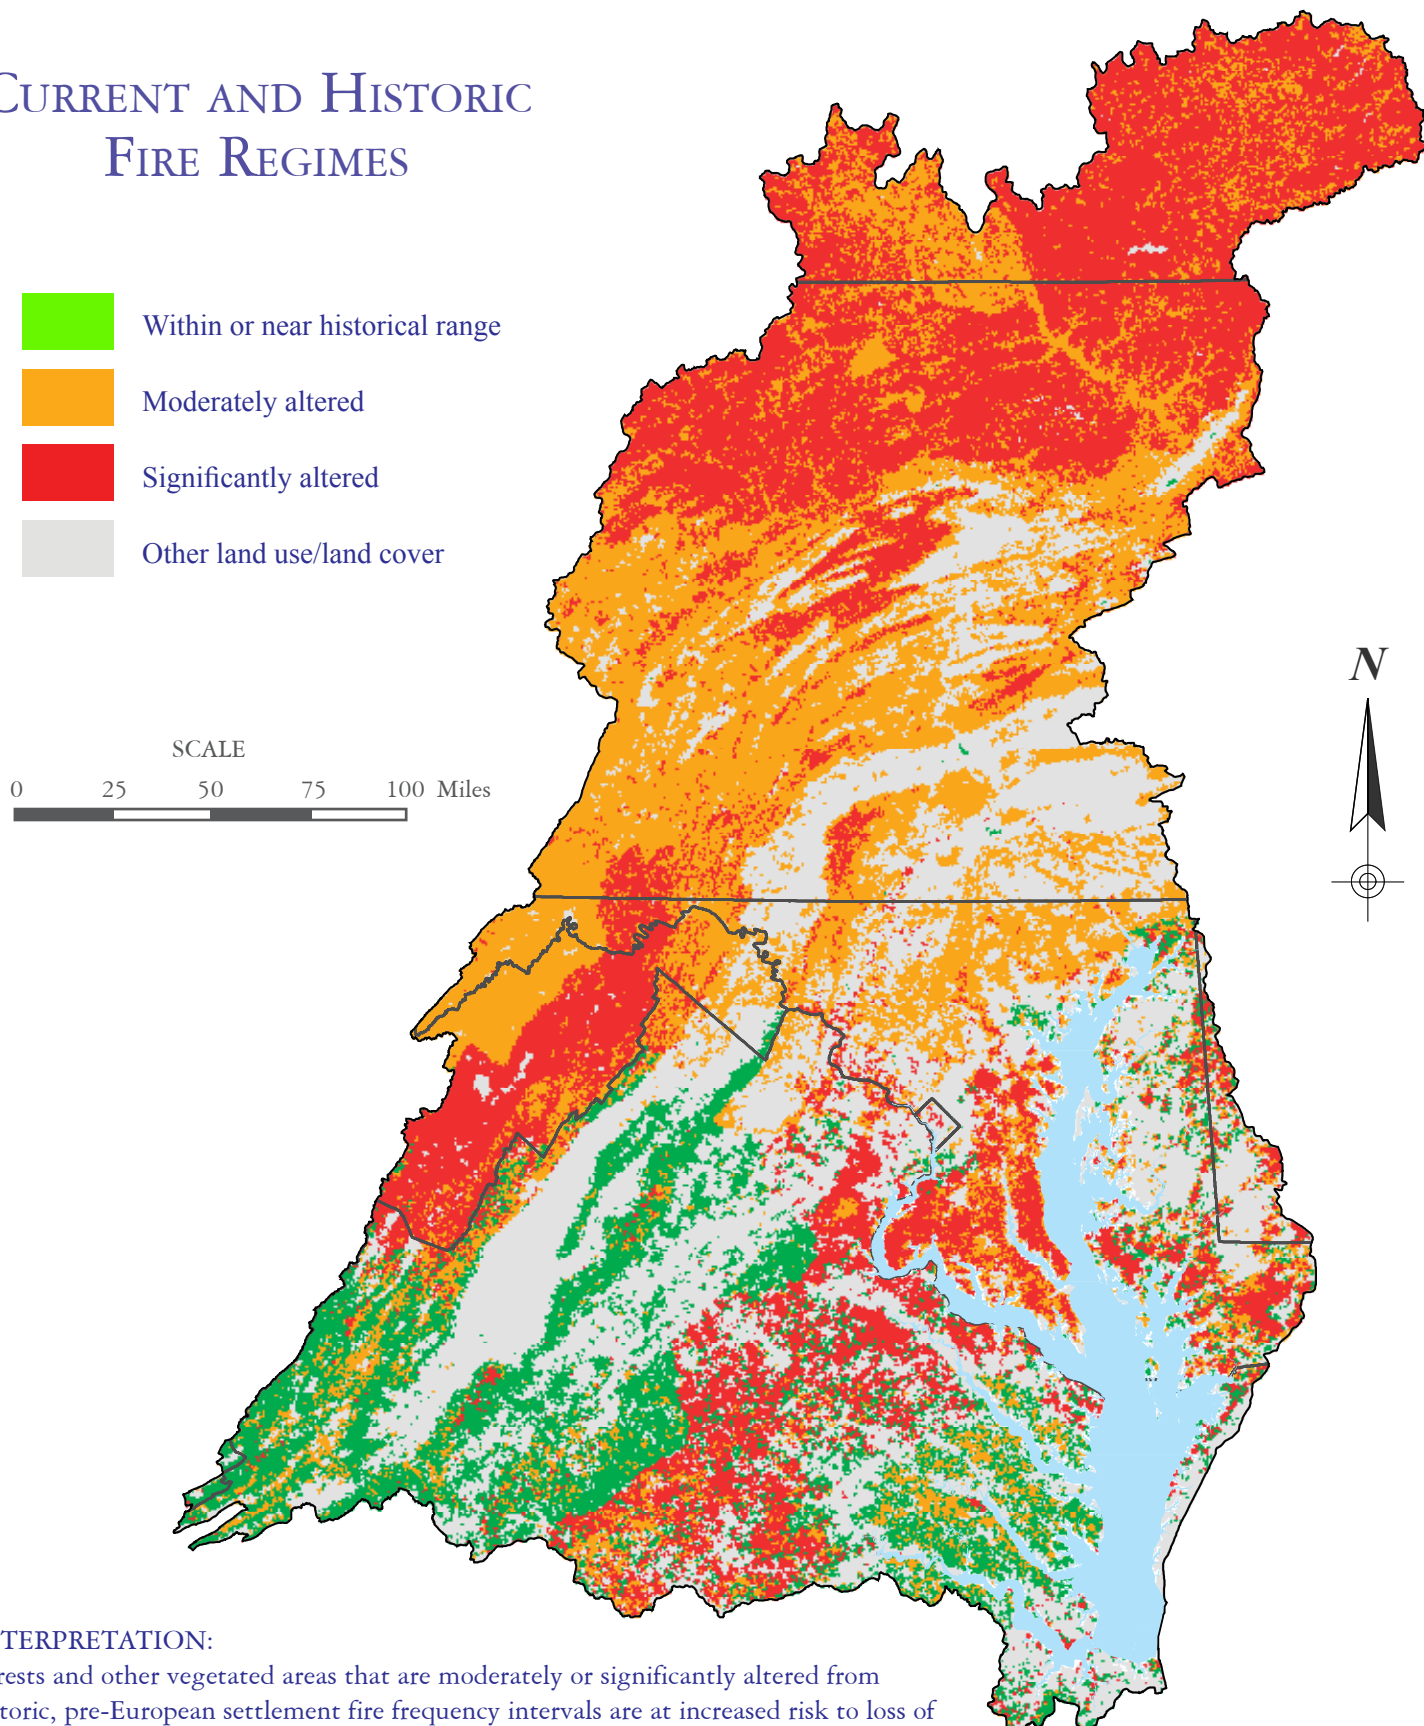 CURRENT AND HISTORIC
FIRE REGIMES
Within or near historical range
Moderately altered
Significantly altered
Other land use/land cover
N
SCALE
0 25 50 75 100 Miles
TERPRETATION:
rests and other vegetated areas that are moderately or significantly altered from
toric, pre-European settlement fire frequency intervals are at increased risk to loss of